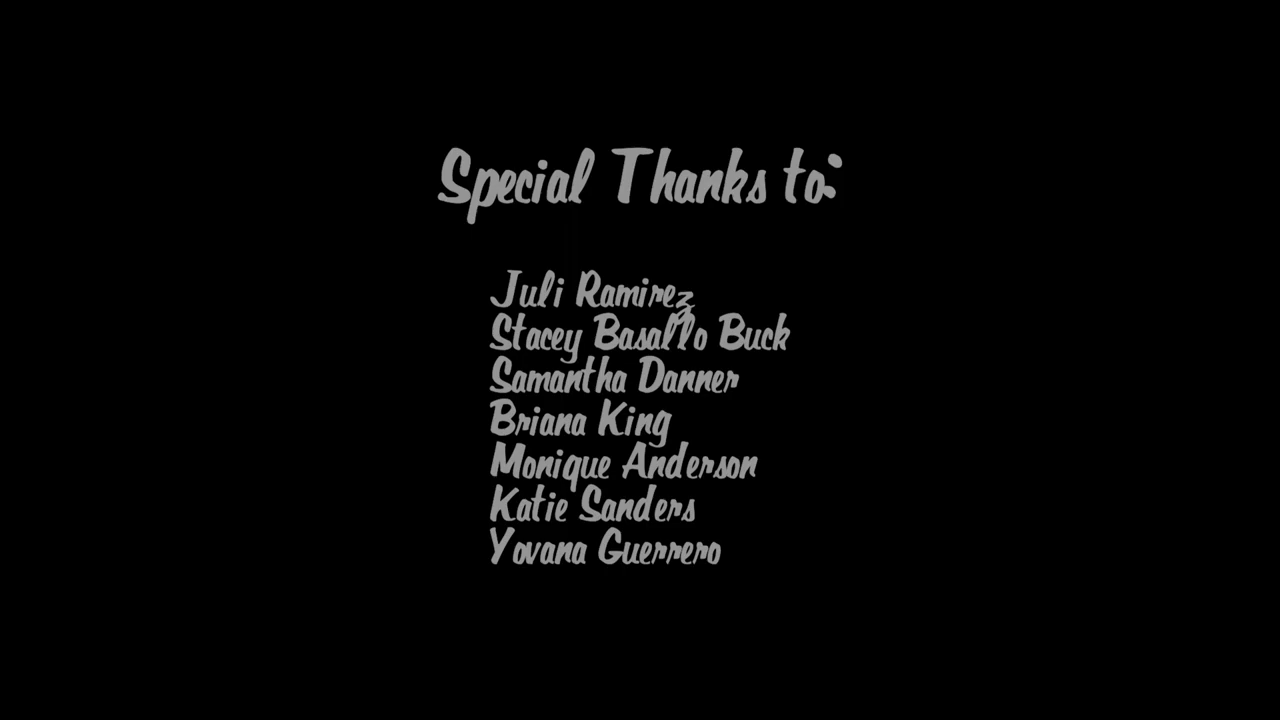 Special Thanks to:
Juli Ramirez
Stacey Basallo Buck
Samantha Danner
Briana King
Monique Anderson
Katie Sanders
Yovana Guerrero